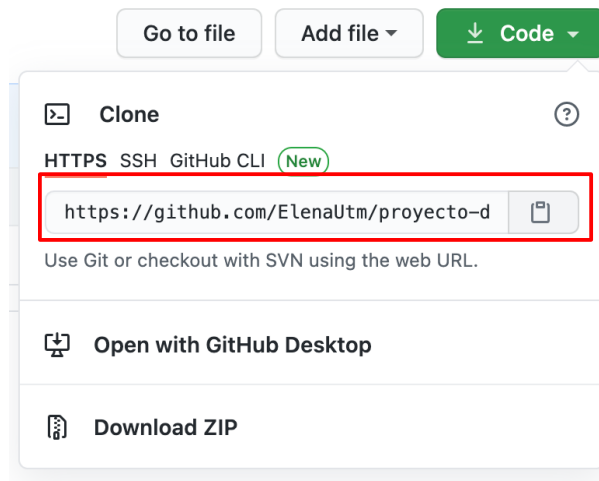 Go to file Add file Code
Clone
HTTPS SSH GitHub CLI New
https://github.com/ElenaUtm/proyecto-d
Use Git or checkout with SVN using the web URL.
Open with GitHub Desktop
Download ZIP